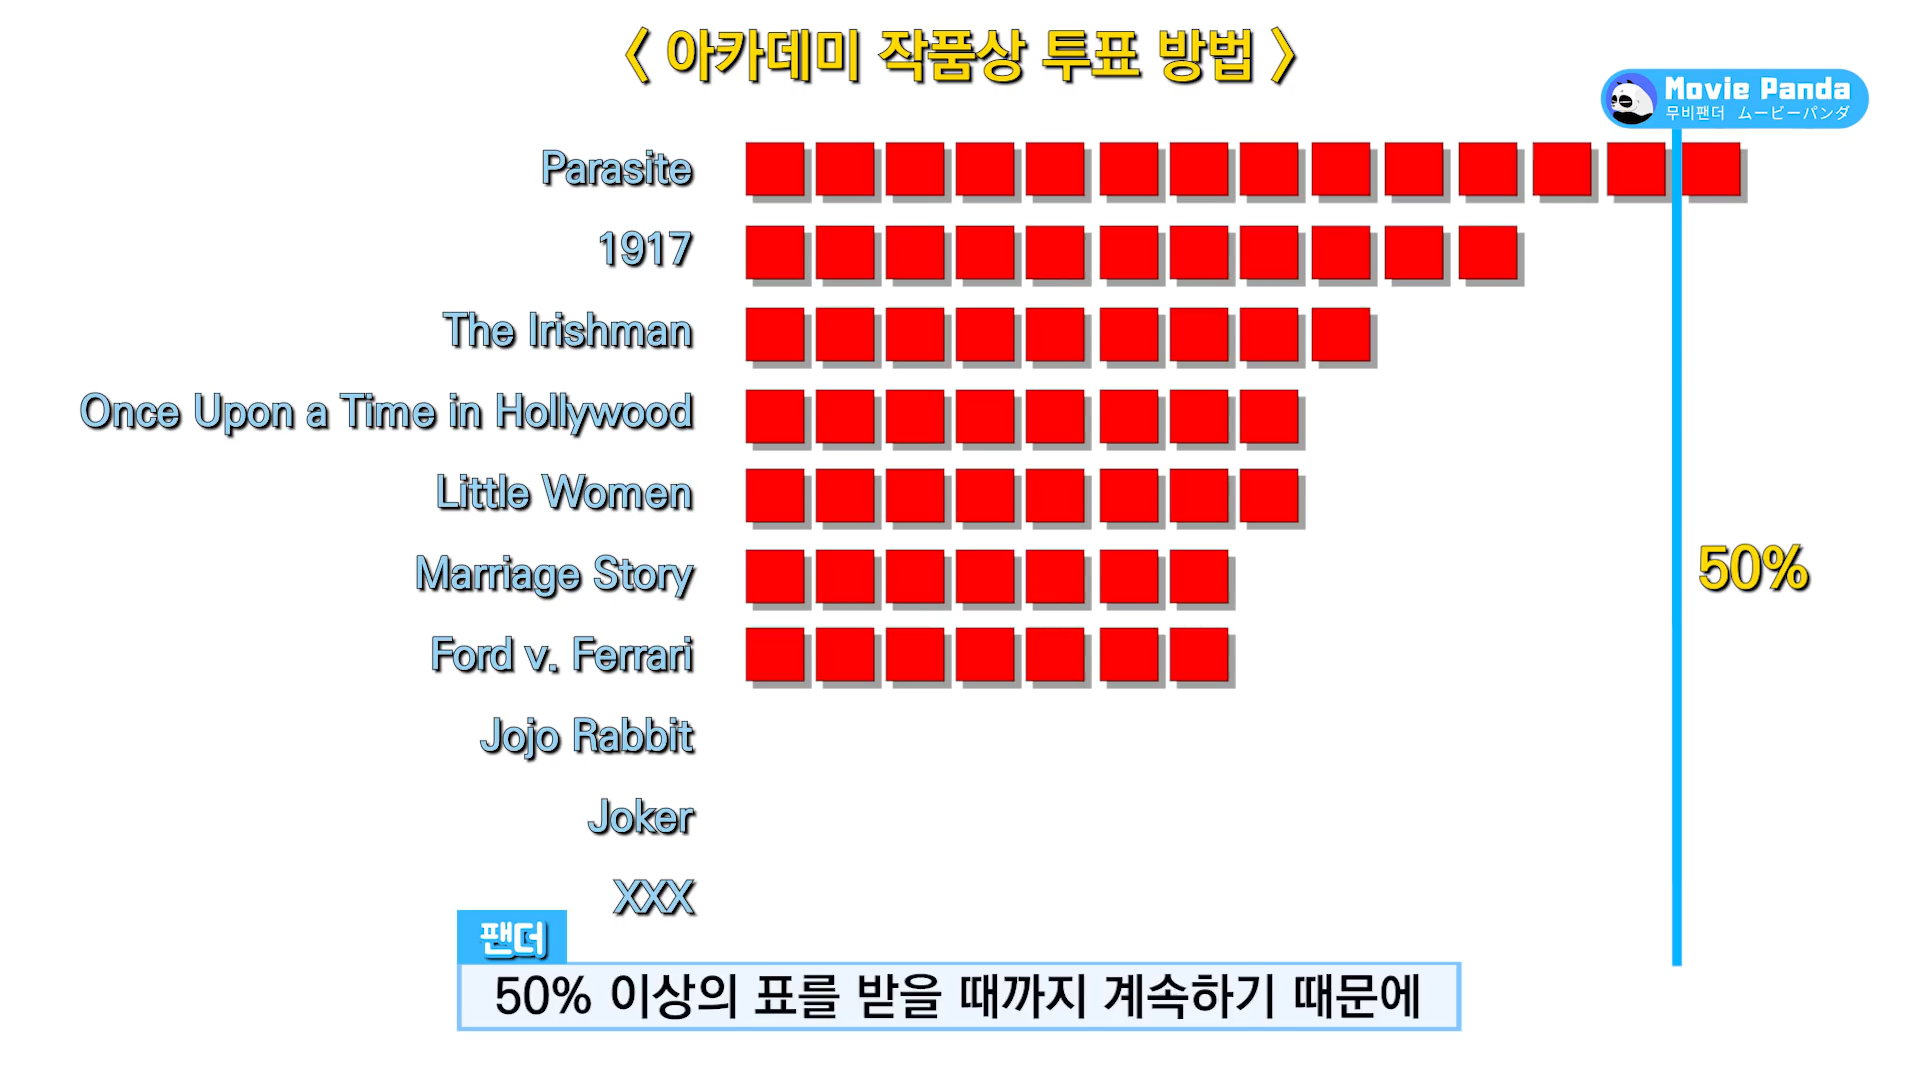 < 아카데미 작품상 투표 방법 >
Movie Panda
무비팬더 ムービーパンダ
Parasite
1917
The Irishman
Once Upon a Time in Hollywood
Little Women
Marriage Story
50%
Ford v. Ferrari
Jojo Rabbit
Joker
XXX
팬더
50% 이상의 표를 받을 때까지 계속하기 때문에